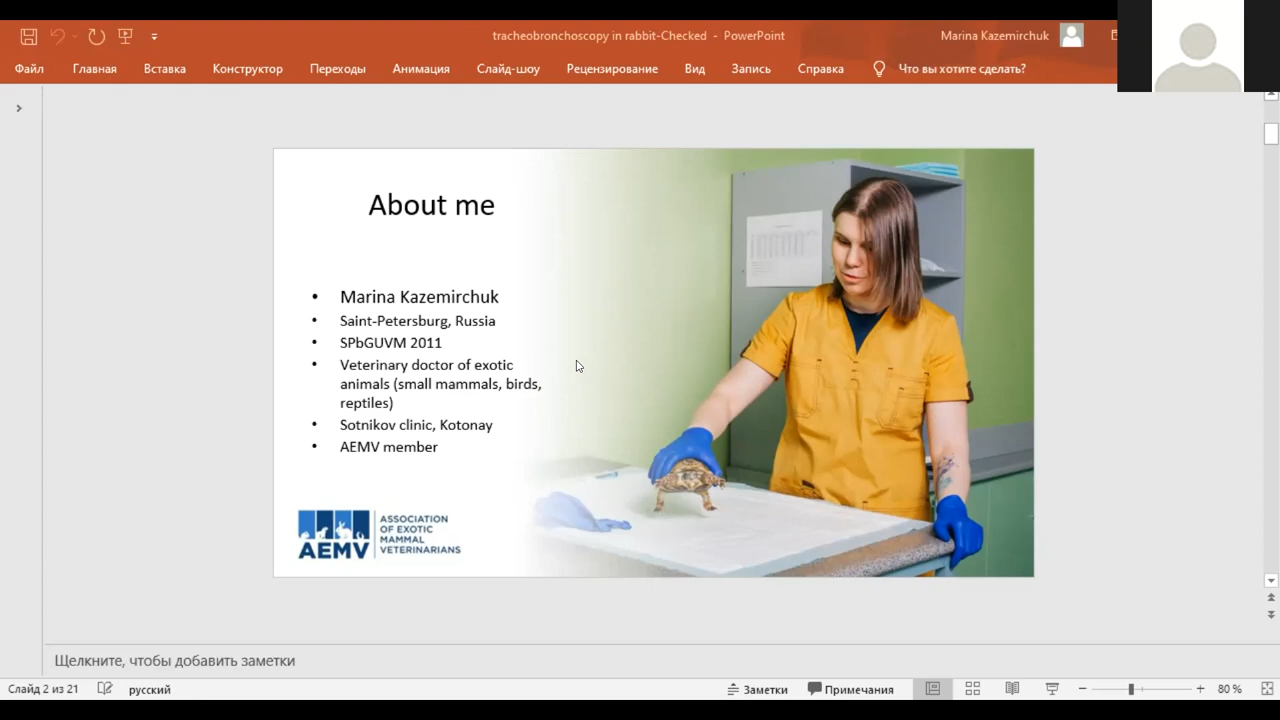 tracheobronchoscopy in rabbit-Checked - PowerPoint
Marina Kazemirchuk
Файл Главная Вставка Конструктор Переходы Анимация Слайд-шоу Рецензирование Вид Запись Справка Что вы хотите сделать?
About me
• Marina Kazemirchuk
• Saint-Petersburg, Russia
• SPbGUVM 2011
• Veterinary doctor of exotic
animals (small mammals, birds,
reptiles)
• Sotnikov clinic, Kotonay
• AEMV member
AEMV
ASSOCIATION
OF EXOTIC
MAMMAL
VETERINARIANS
Щелкните, чтобы добавить заметки
Слайд 2 из 21 русский Заметки Примечания 80 %